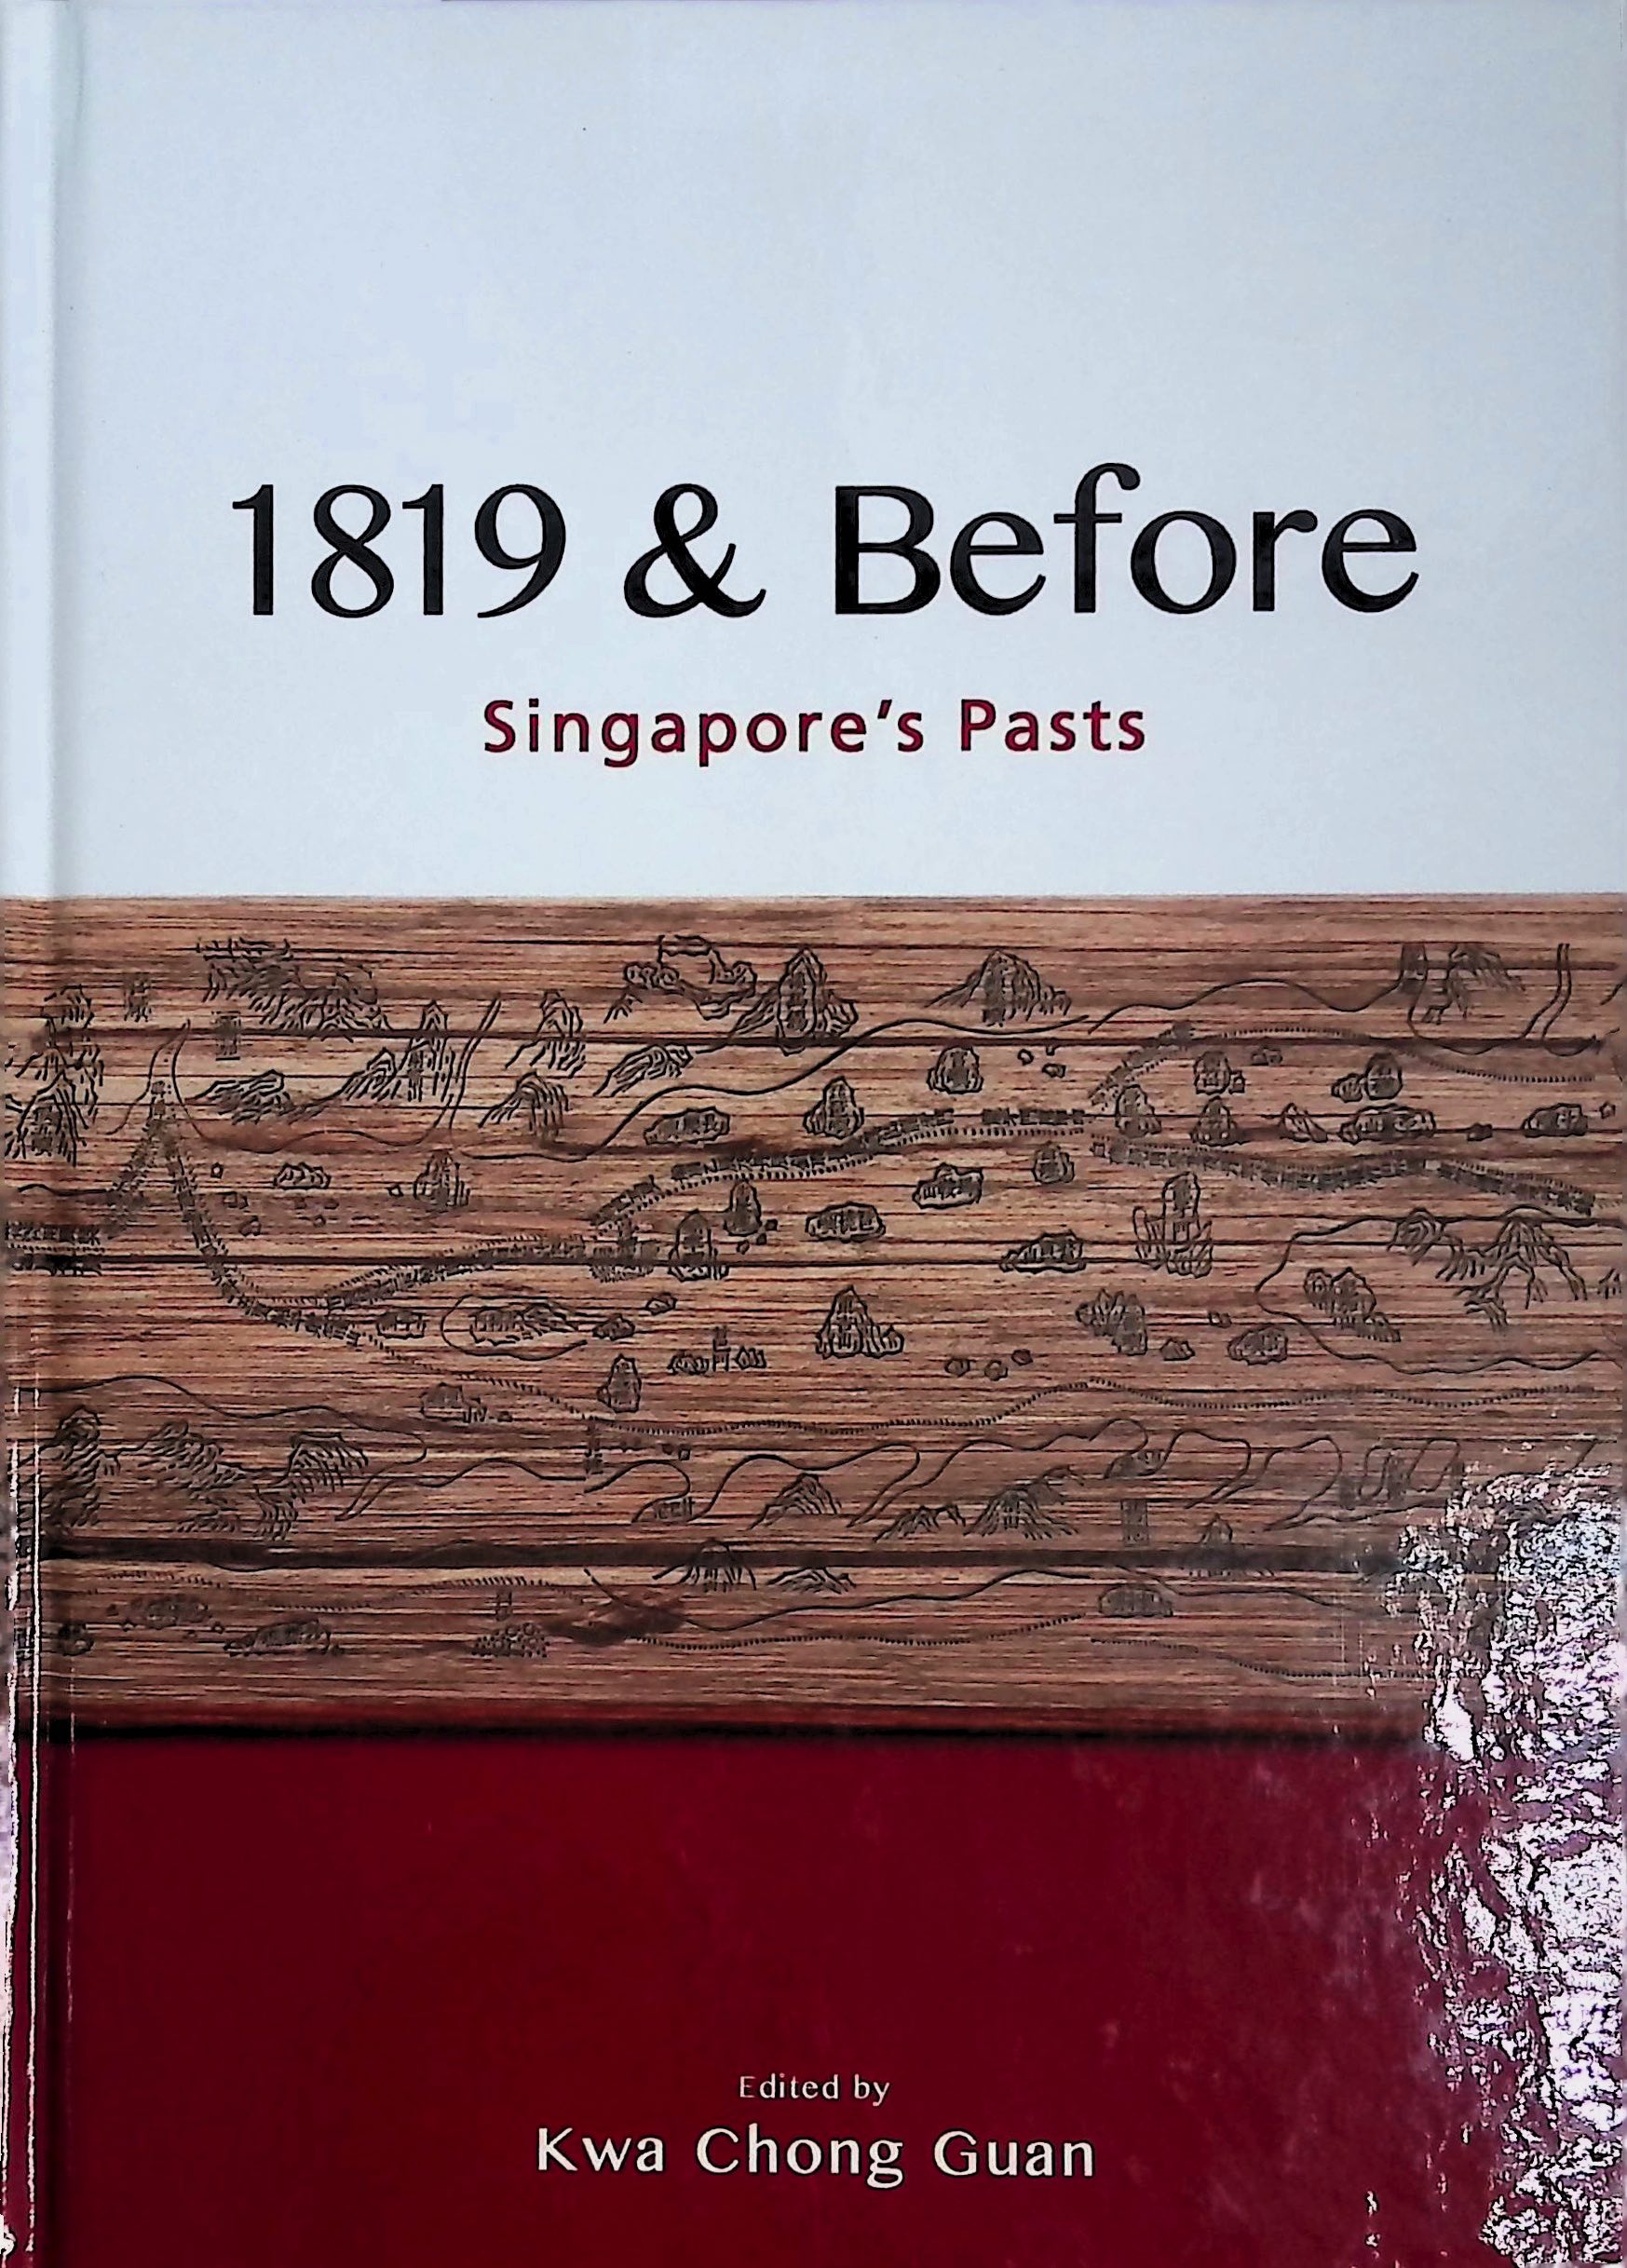 1819 & Before
Singapore's Pasts
Edited by
Kwa Chong Guan